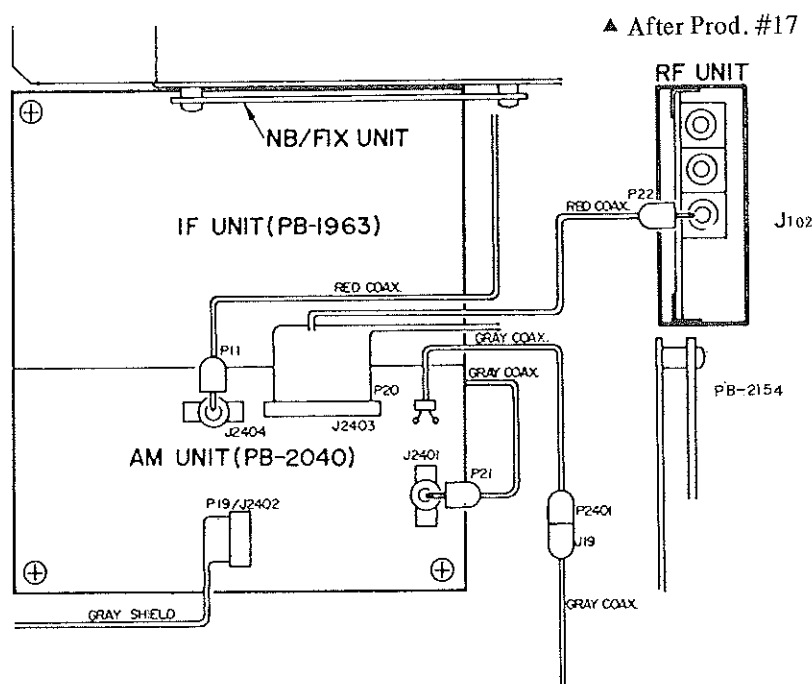 ▲ After Prod. #17
RF UNIT
NB/FIX UNIT
P22
RED COAX.
J102
IF UNIT(PB-1963)
RED COAX.
GRAY COAX.
P11
GRAY COAX.
P20
PB-2154
J2404
J2403
AM UNIT(PB-2040)
J2401
P21
P19/J2402
P2401
J19
GRAY SHIELD
GRAY COAX.